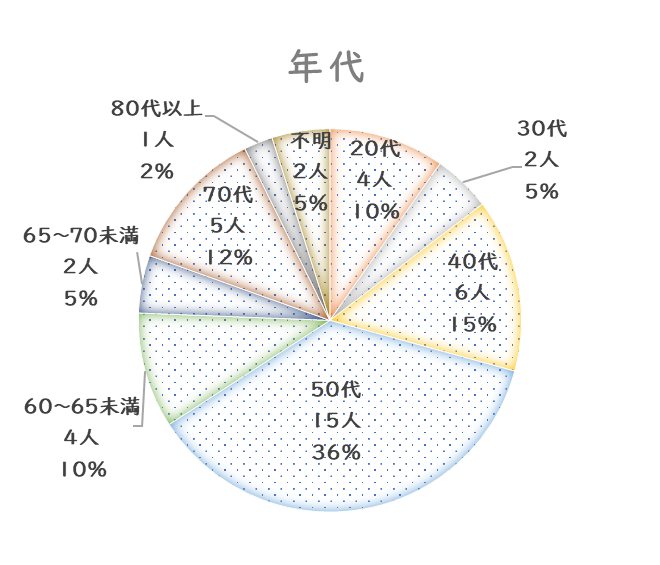 年代
80代以上
1人
2%
不明
2人
5%
20代
4人
10%
30代
2人
5%
70代
5人
12%
65～70未満
2人
5%
40代
6人
15%
50代
15人
36%
60～65未満
4人
10%